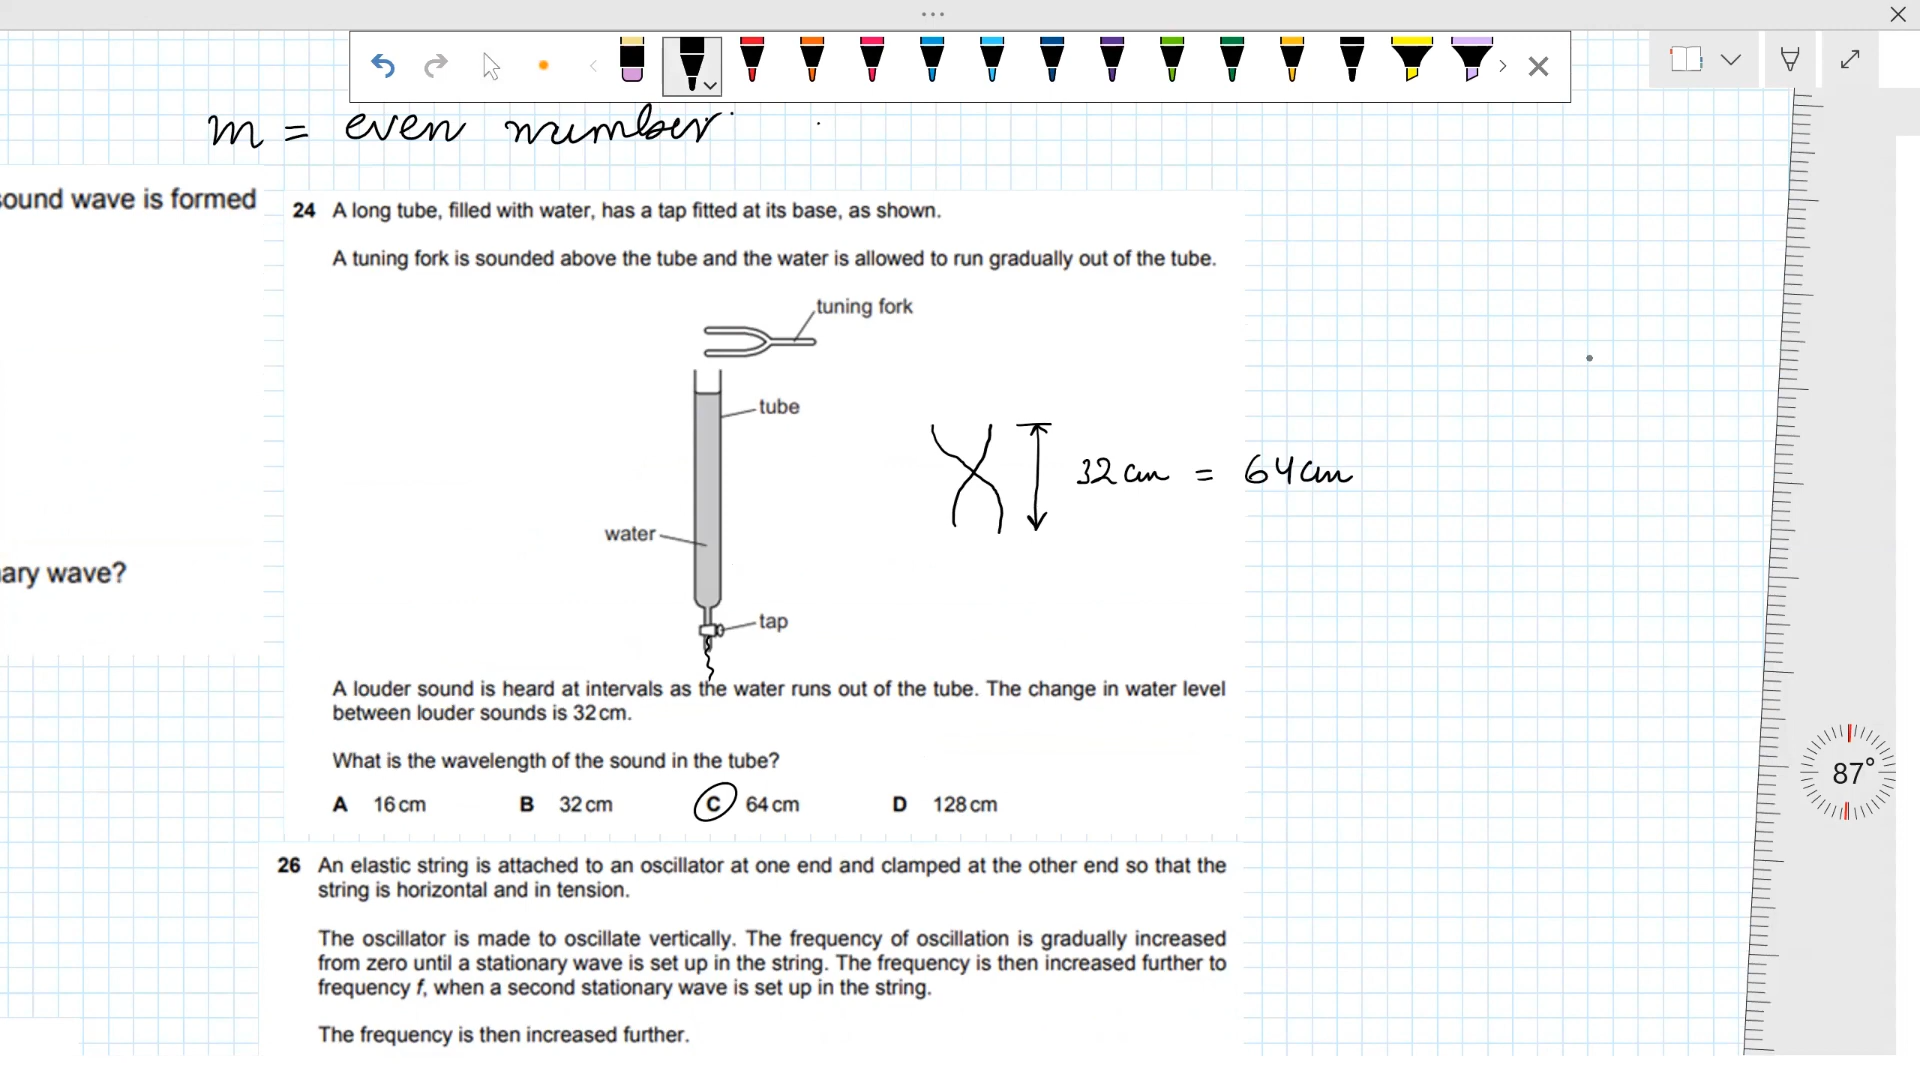 m = even number
sound wave is formed
24 A long tube, filled with water, has a tap fitted at its base, as shown.
A tuning fork is sounded above the tube and the water is allowed to run gradually out of the tube.
tuning fork
tube
32 cm = 64 cm
water
ary wave?
tap
A louder sound is heard at intervals as the water runs out of the tube. The change in water level
between louder sounds is 32 cm.
What is the wavelength of the sound in the tube?
A 16 cm B 32 cm C 64 cm D 128 cm
87°
26 An elastic string is attached to an oscillator at one end and clamped at the other end so that the
string is horizontal and in tension.
The oscillator is made to oscillate vertically. The frequency of oscillation is gradually increased
from zero until a stationary wave is set up in the string. The frequency is then increased further to
frequency f, when a second stationary wave is set up in the string.
The frequency is then increased further.